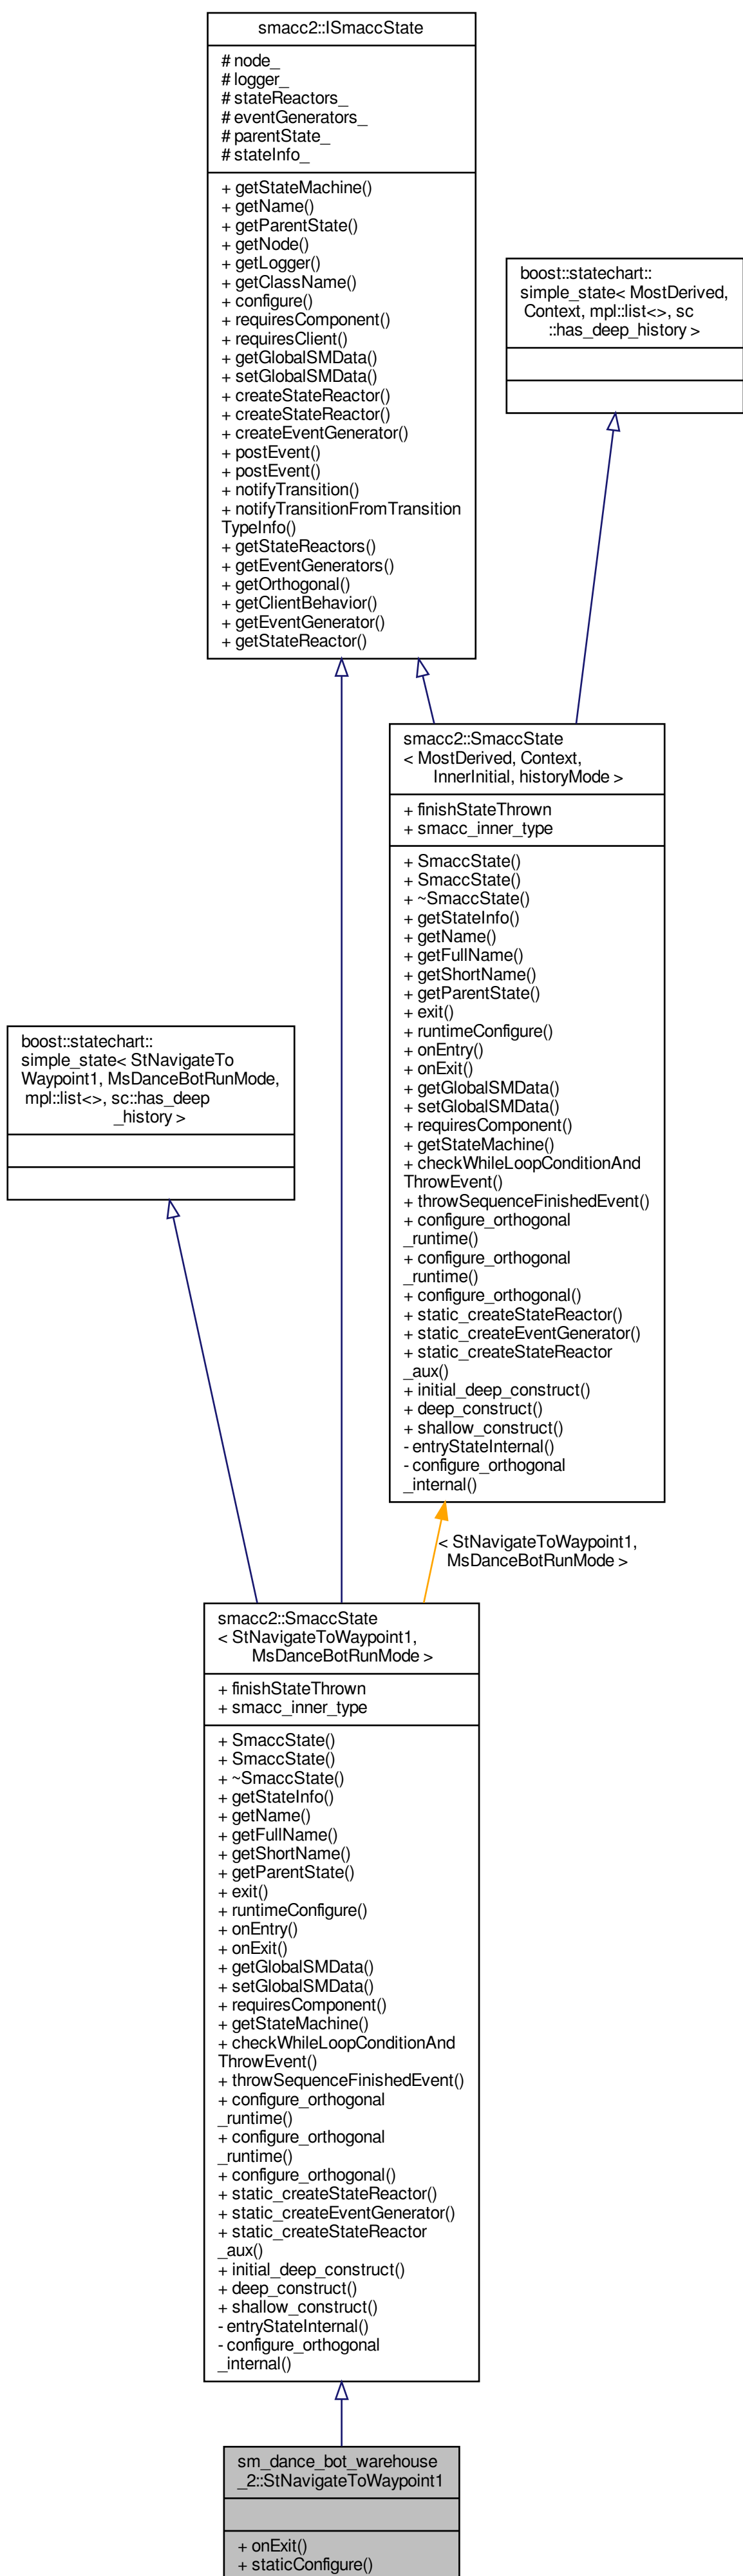 smacc2::ISmaccState
# node_
# logger_
# stateReactors_
# eventGenerators_
# parentState_
# stateInfo_
+ getStateMachine()
+ getName()
+ getParentState()
+ getNode()
+ getLogger()
+ getClassName()
+ configure()
+ requiresComponent()
+ requiresClient()
+ getGlobalSMData()
+ setGlobalSMData()
+ createStateReactor()
+ createStateReactor()
+ createEventGenerator()
+ postEvent()
+ postEvent()
+ notifyTransition()
+ notifyTransitionFromTransition
TypeInfo()
+ getStateReactors()
+ getEventGenerators()
+ getOrthogonal()
+ getClientBehavior()
+ getEventGenerator()
+ getStateReactor()
boost::statechart::
simple_state< MostDerived,
Context, mpl::list<>, sc
::has_deep_history >
smacc2::SmaccState
< MostDerived, Context,
InnerInitial, historyMode >
+ finishStateThrown
+ smacc_inner_type
+ SmaccState()
+ SmaccState()
+ ~SmaccState()
+ getStateInfo()
+ getName()
+ getFullName()
+ getShortName()
+ getParentState()
+ exit()
+ runtimeConfigure()
+ onEntry()
+ onExit()
+ getGlobalSMData()
+ setGlobalSMData()
+ requiresComponent()
+ getStateMachine()
+ checkWhileLoopConditionAnd
ThrowEvent()
+ throwSequenceFinishedEvent()
+ configure_orthogonal
_runtime()
+ configure_orthogonal
_runtime()
+ configure_orthogonal()
+ static_createStateReactor()
+ static_createEventGenerator()
+ static_createStateReactor
_aux()
+ initial_deep_construct()
+ deep_construct()
+ shallow_construct()
- entryStateInternal()
- configure_orthogonal
_internal()
boost::statechart::
simple_state< StNavigateTo
Waypoint1, MsDanceBotRunMode,
mpl::list<>, sc::has_deep
_history >
< StNavigateToWaypoint1,
MsDanceBotRunMode >
smacc2::SmaccState
< StNavigateToWaypoint1,
MsDanceBotRunMode >
+ finishStateThrown
+ smacc_inner_type
+ SmaccState()
+ SmaccState()
+ ~SmaccState()
+ getStateInfo()
+ getName()
+ getFullName()
+ getShortName()
+ getParentState()
+ exit()
+ runtimeConfigure()
+ onEntry()
+ onExit()
+ getGlobalSMData()
+ setGlobalSMData()
+ requiresComponent()
+ getStateMachine()
+ checkWhileLoopConditionAnd
ThrowEvent()
+ throwSequenceFinishedEvent()
+ configure_orthogonal
_runtime()
+ configure_orthogonal
_runtime()
+ configure_orthogonal()
+ static_createStateReactor()
+ static_createEventGenerator()
+ static_createStateReactor
_aux()
+ initial_deep_construct()
+ deep_construct()
+ shallow_construct()
- entryStateInternal()
- configure_orthogonal
_internal()
sm_dance_bot_warehouse
_2::StNavigateToWaypoint1
+ onExit()
+ staticConfigure()